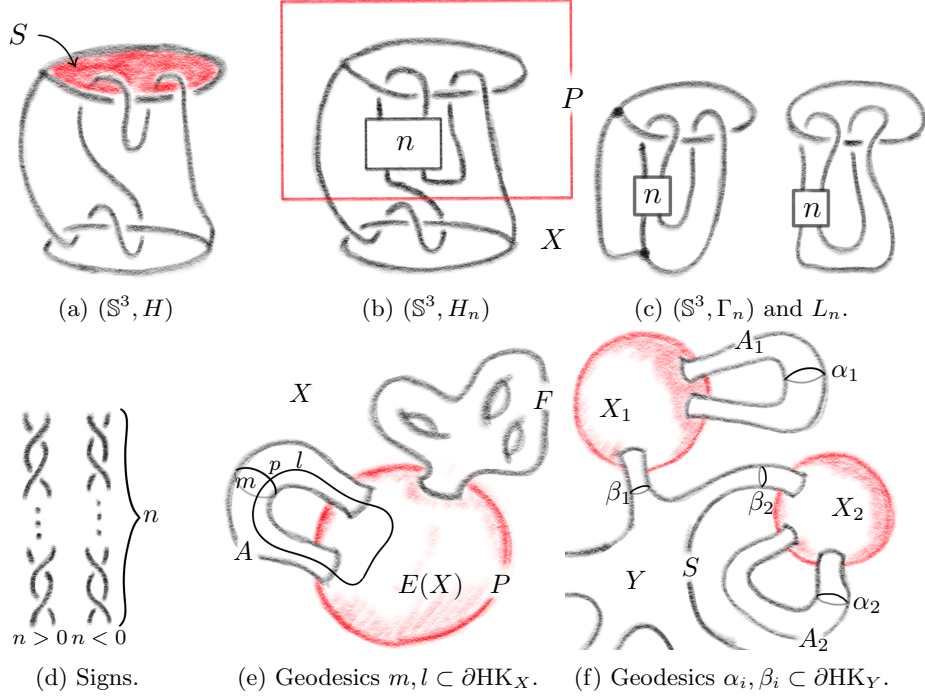 S
(a) (𝕊³, H)
n
P
X
(b) (𝕊³, Hₙ)
n
n
(c) (𝕊³, Γₙ) and Lₙ.
n
n > 0 n < 0
(d) Signs.
X
F
m
p
l
A
E(X)
P
(e) Geodesics m, l ⊂ ∂HK_X.
A₁
α₁
X₁
β₁
β₂
X₂
Y
S
α₂
A₂
(f) Geodesics αᵢ, βᵢ ⊂ ∂HK_Y.